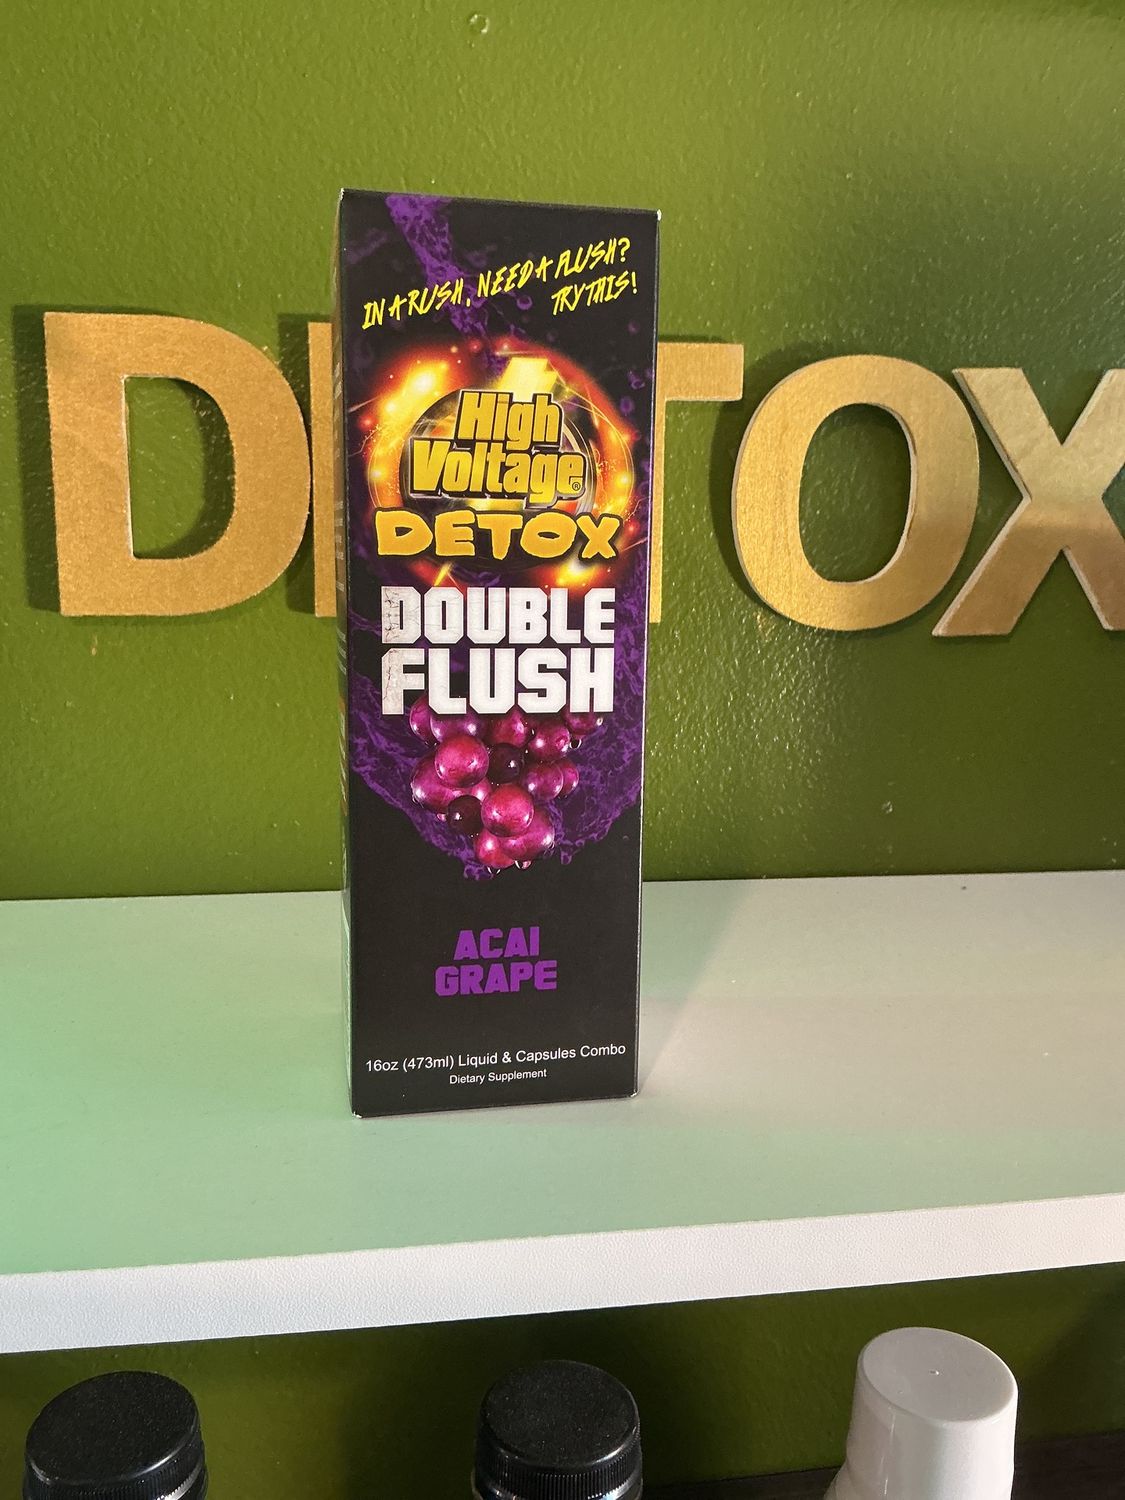 IN A RUSH, NEED A FLUSH?
TRY THIS!
High
Voltage®
DETOX
DOUBLE
FLUSH
ACAI
GRAPE
16oz (473ml) Liquid & Capsules Combo
Dietary Supplement